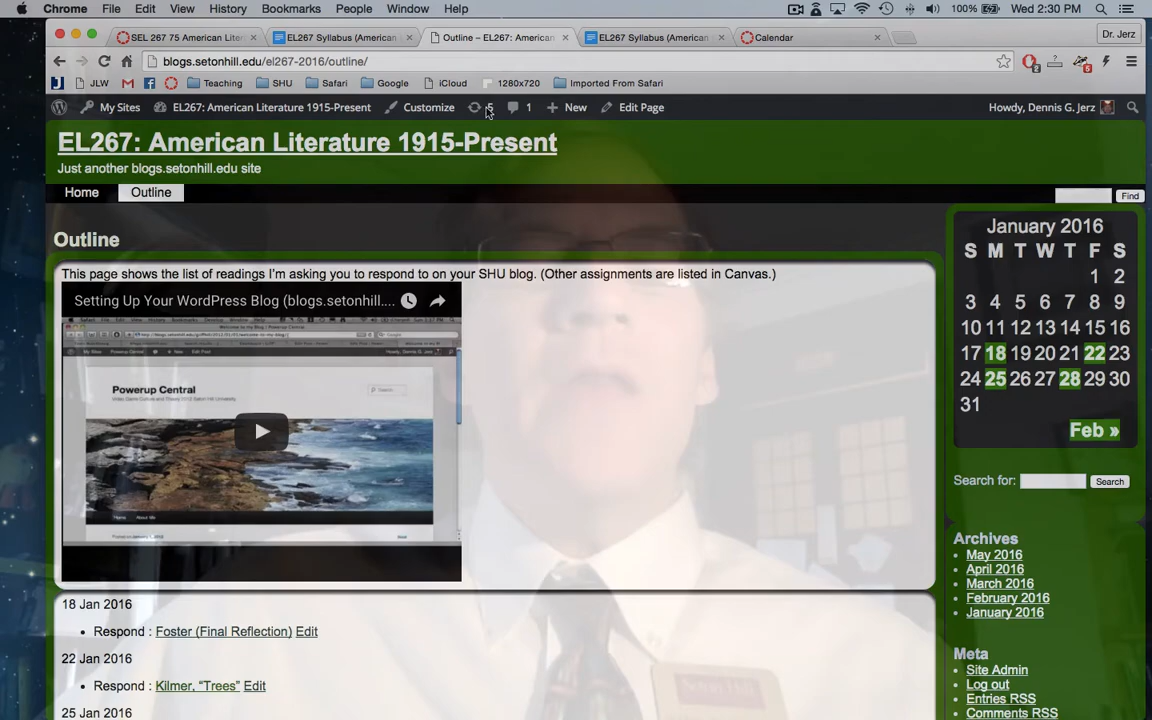 Chrome File Edit View History Bookmarks People Window Help 100% Wed 2:30 PM
SEL 267 75 American Liter EL267 Syllabus (American Outline – EL267: American EL267 Syllabus (American Calendar Dr. Jerz
blogs.setonhill.edu/el267-2016/outline/
JLW Teaching SHU Safari Google iCloud 1280x720 Imported From Safari
My Sites EL267: American Literature 1915-Present Customize 5 1 New Edit Page Howdy, Dennis G. Jerz
EL267: American Literature 1915-Present
Just another blogs.setonhill.edu site
Home Outline Find
Outline
This page shows the list of readings I'm asking you to respond to on your SHU blog. (Other assignments are listed in Canvas.)
Setting Up Your WordPress Blog (blogs.setonhill....
Powerup Central
18 Jan 2016
Respond : Foster (Final Reflection) Edit
22 Jan 2016
Respond : Kilmer, “Trees” Edit
25 Jan 2016
January 2016
S M T W T F S
1 2
3 4 5 6 7 8 9
10 11 12 13 14 15 16
17 18 19 20 21 22 23
24 25 26 27 28 29 30
31
Feb »
Search for: Search
Archives
May 2016
April 2016
March 2016
February 2016
January 2016
Meta
Site Admin
Log out
Entries RSS
Comments RSS